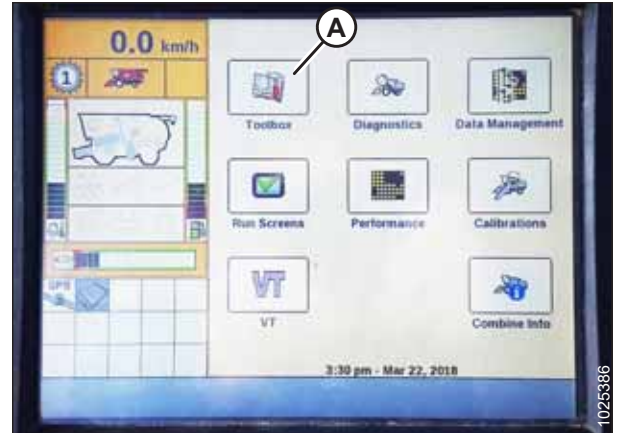 0.0 km/h
A
1
Toolbox
Diagnostics
Data Management
Run Screens
Performance
Calibrations
GPS
VT
VT
Combine Info
3:30 pm - Mar 22, 2018
1025386